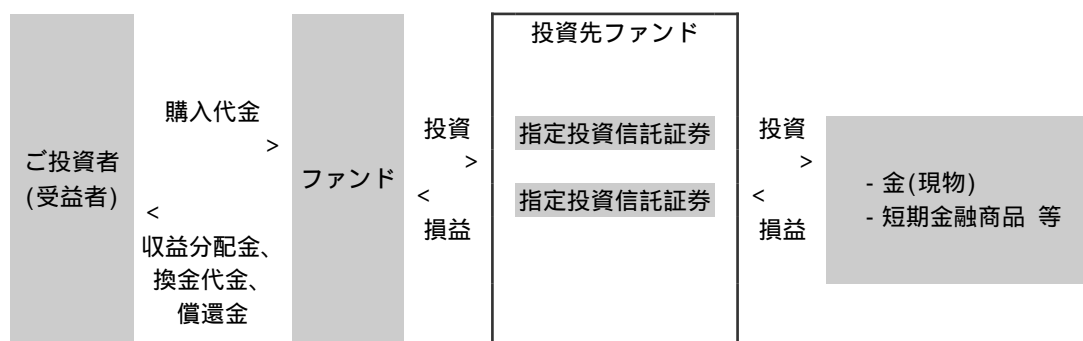 ご投資者
(受益者)
購入代金
>
<
収益分配金、
換金代金、
償還金
ファンド
投資
>
<
損益
投資先ファンド
指定投資信託証券
指定投資信託証券
投資
>
<
損益
- 金(現物)
- 短期金融商品 等